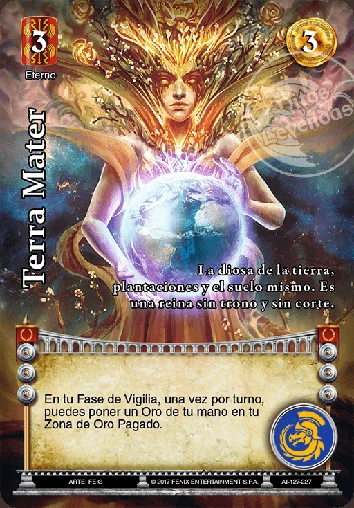 3
3
Eterno
Terra Mater
La diosa de la tierra,
plantaciones y el suelo mismo. Es
una reina sin trono y sin corte.
En tu Fase de Vigilia, una vez por turno,
puedes poner un Oro de tu mano en tu
Zona de Oro Pagado.
© 2017 FENIX ENTERTAINMENT S.P.A.